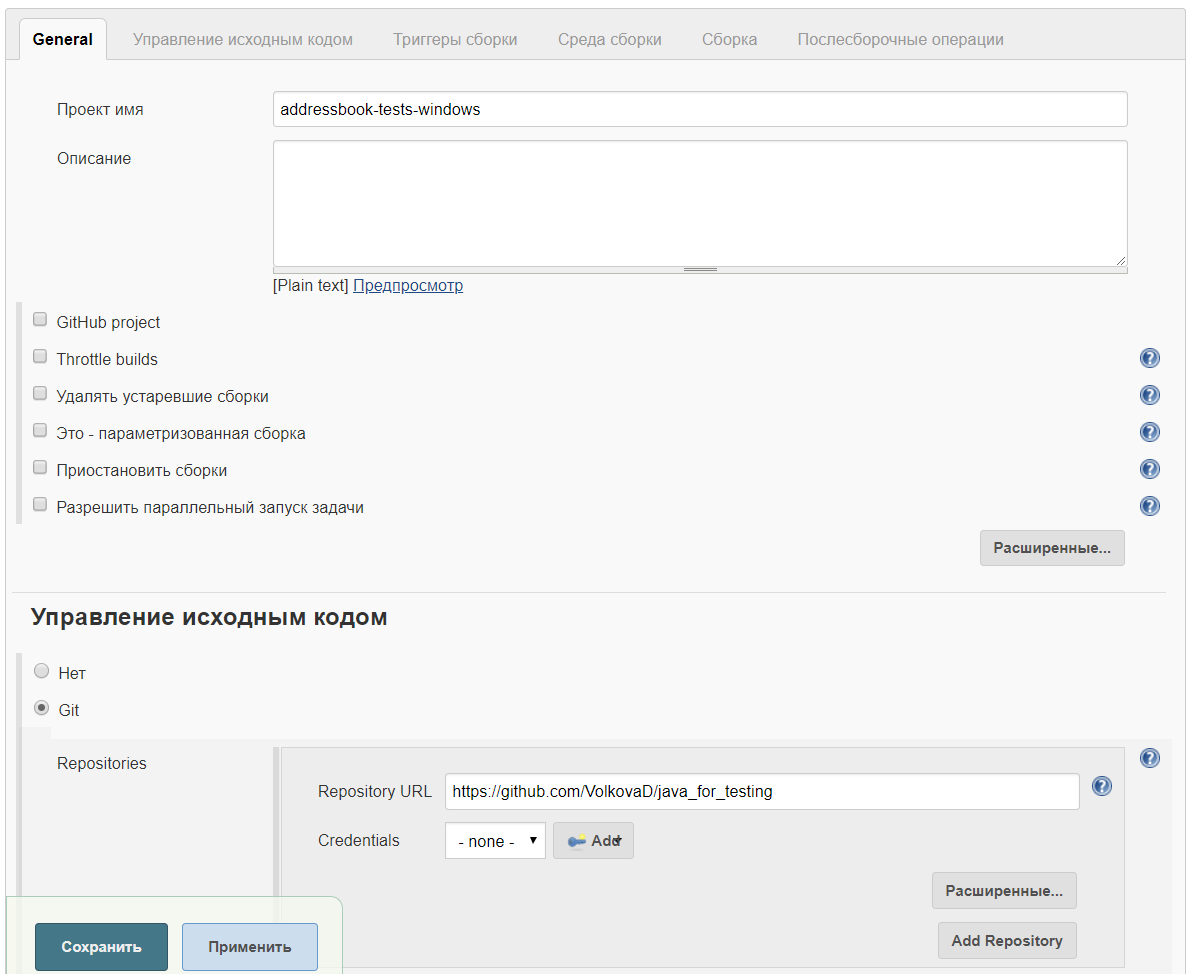 General Управление исходным кодом Триггеры сборки Среда сборки Сборка Послесборочные операции
Проект имя addressbook-tests-windows
Описание
[Plain text] Предпросмотр
GitHub project
Throttle builds
Удалять устаревшие сборки
Это - параметризованная сборка
Приостановить сборки
Разрешить параллельный запуск задачи
Расширенные...
Управление исходным кодом
Нет
Git
Repositories
Repository URL https://github.com/VolkovaD/java_for_testing
Credentials - none - Add
Расширенные...
Add Repository
Сохранить Применить